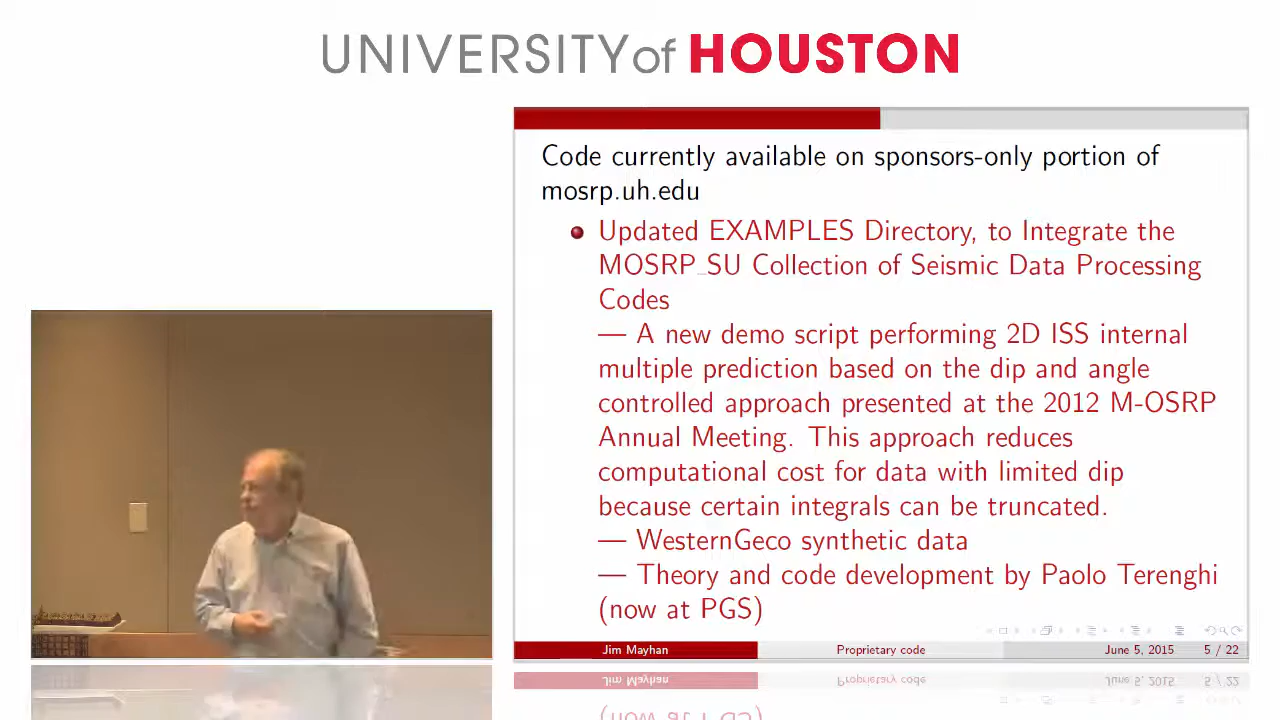 UNIVERSITY of HOUSTON
Code currently available on sponsors-only portion of
mosrp.uh.edu
Updated EXAMPLES Directory, to Integrate the
MOSRP_SU Collection of Seismic Data Processing
Codes
— A new demo script performing 2D ISS internal
multiple prediction based on the dip and angle
controlled approach presented at the 2012 M-OSRP
Annual Meeting. This approach reduces
computational cost for data with limited dip
because certain integrals can be truncated.
— WesternGeco synthetic data
— Theory and code development by Paolo Terenghi
(now at PGS)
Jim Mayhan Proprietary code June 5, 2015 5 / 22